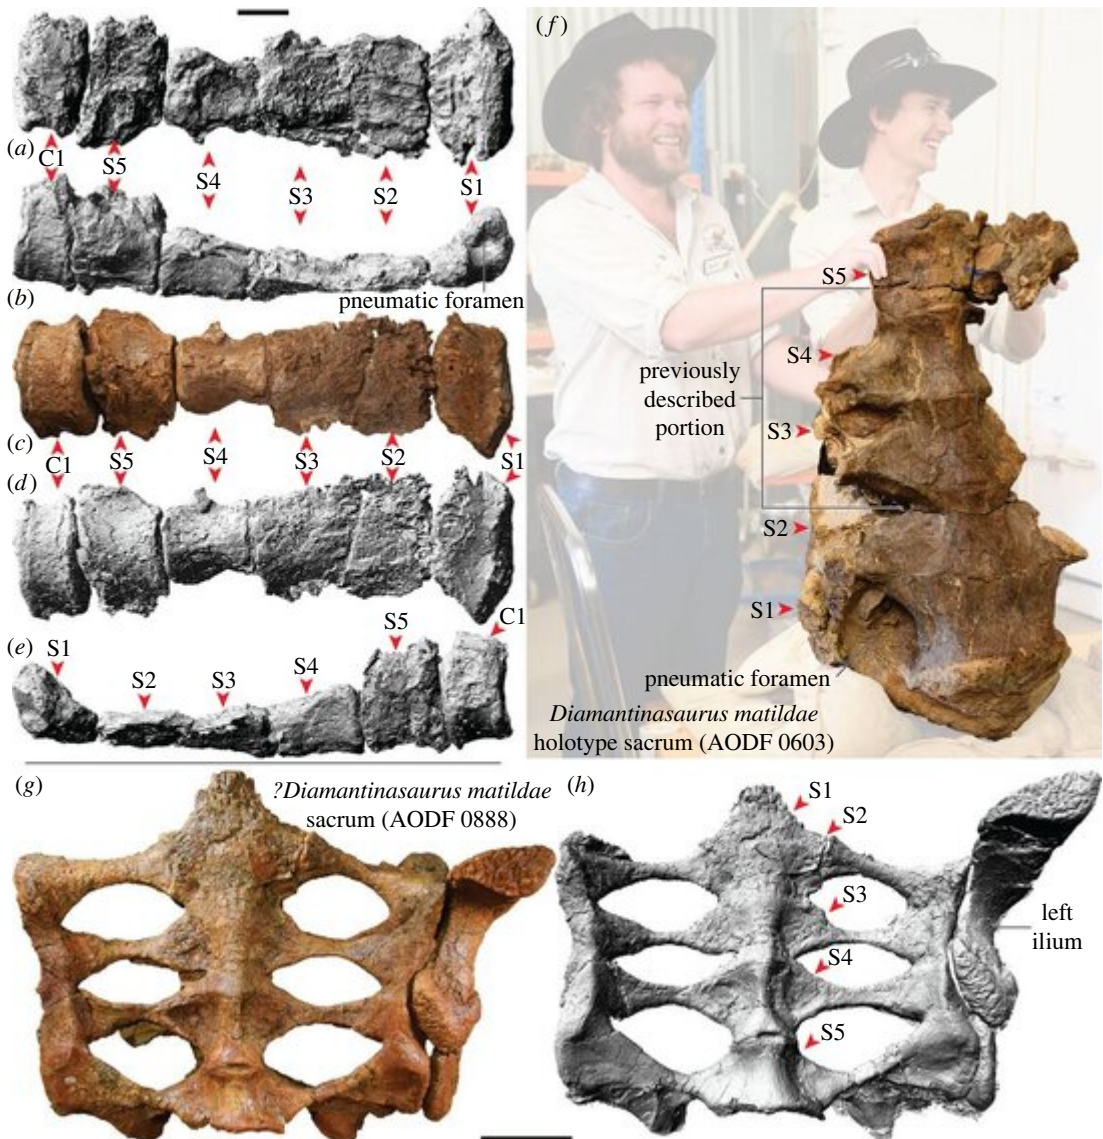 (a)
C1
S5
S4
S3
S2
S1
pneumatic foramen
(b)
(c)
C1
S5
S4
S3
S2
S1
(d)
(e)
S1
S2
S3
S4
S5
C1
(f)
S5
S4
previously
described
portion
S3
S2
S1
pneumatic foramen
Diamantinasaurus matildae
holotype sacrum (AODF 0603)
(g)
?Diamantinasaurus matildae
sacrum (AODF 0888)
(h)
S1
S2
S3
S4
S5
left
ilium